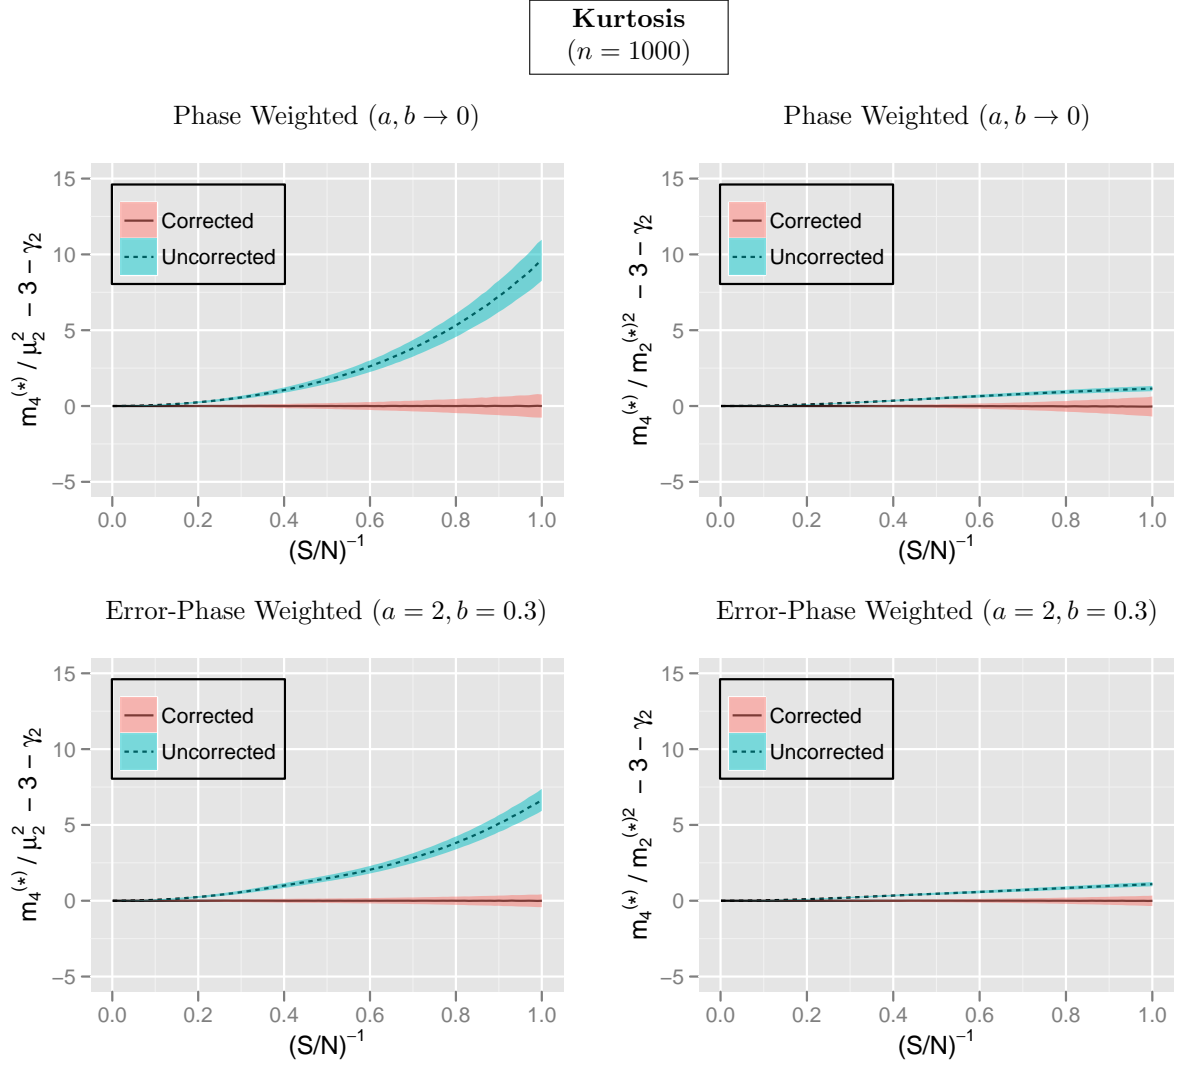 Kurtosis
(n = 1000)
Phase Weighted (a, b → 0)
m₄⁽*⁾ / μ₂² − 3 − γ₂
15
10
5
0
−5
Corrected
Uncorrected
0.0 0.2 0.4 0.6 0.8 1.0
(S/N)⁻¹
Phase Weighted (a, b → 0)
m₄⁽*⁾ / m₂⁽*⁾² − 3 − γ₂
15
10
5
0
−5
Corrected
Uncorrected
0.0 0.2 0.4 0.6 0.8 1.0
(S/N)⁻¹
Error-Phase Weighted (a = 2, b = 0.3)
m₄⁽*⁾ / μ₂² − 3 − γ₂
15
10
5
0
−5
Corrected
Uncorrected
0.0 0.2 0.4 0.6 0.8 1.0
(S/N)⁻¹
Error-Phase Weighted (a = 2, b = 0.3)
m₄⁽*⁾ / m₂⁽*⁾² − 3 − γ₂
15
10
5
0
−5
Corrected
Uncorrected
0.0 0.2 0.4 0.6 0.8 1.0
(S/N)⁻¹